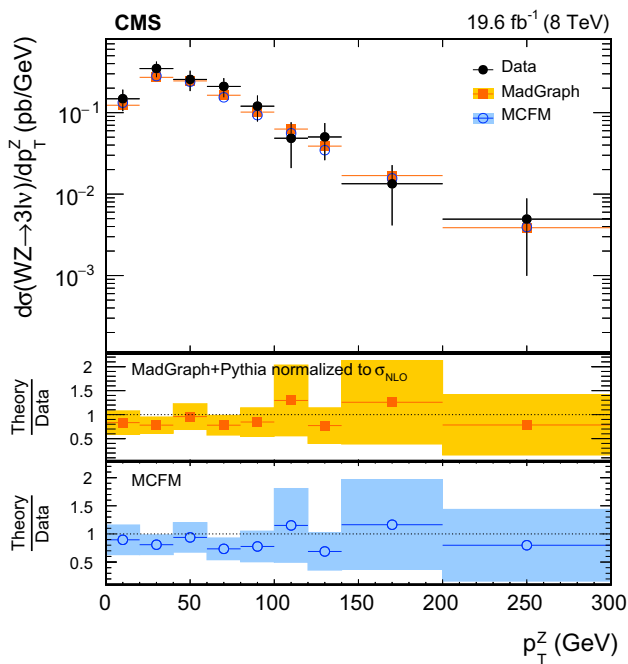 CMS 19.6 fb⁻¹ (8 TeV)
dσ(WZ→3lν)/dp_T^Z (pb/GeV)
10⁻¹
10⁻²
10⁻³
Data
MadGraph
MCFM
MadGraph+Pythia normalized to σ_NLO
Theory
Data
2
1.5
1
0.5
MCFM
Theory
Data
2
1.5
1
0.5
0 50 100 150 200 250 300
p_T^Z (GeV)